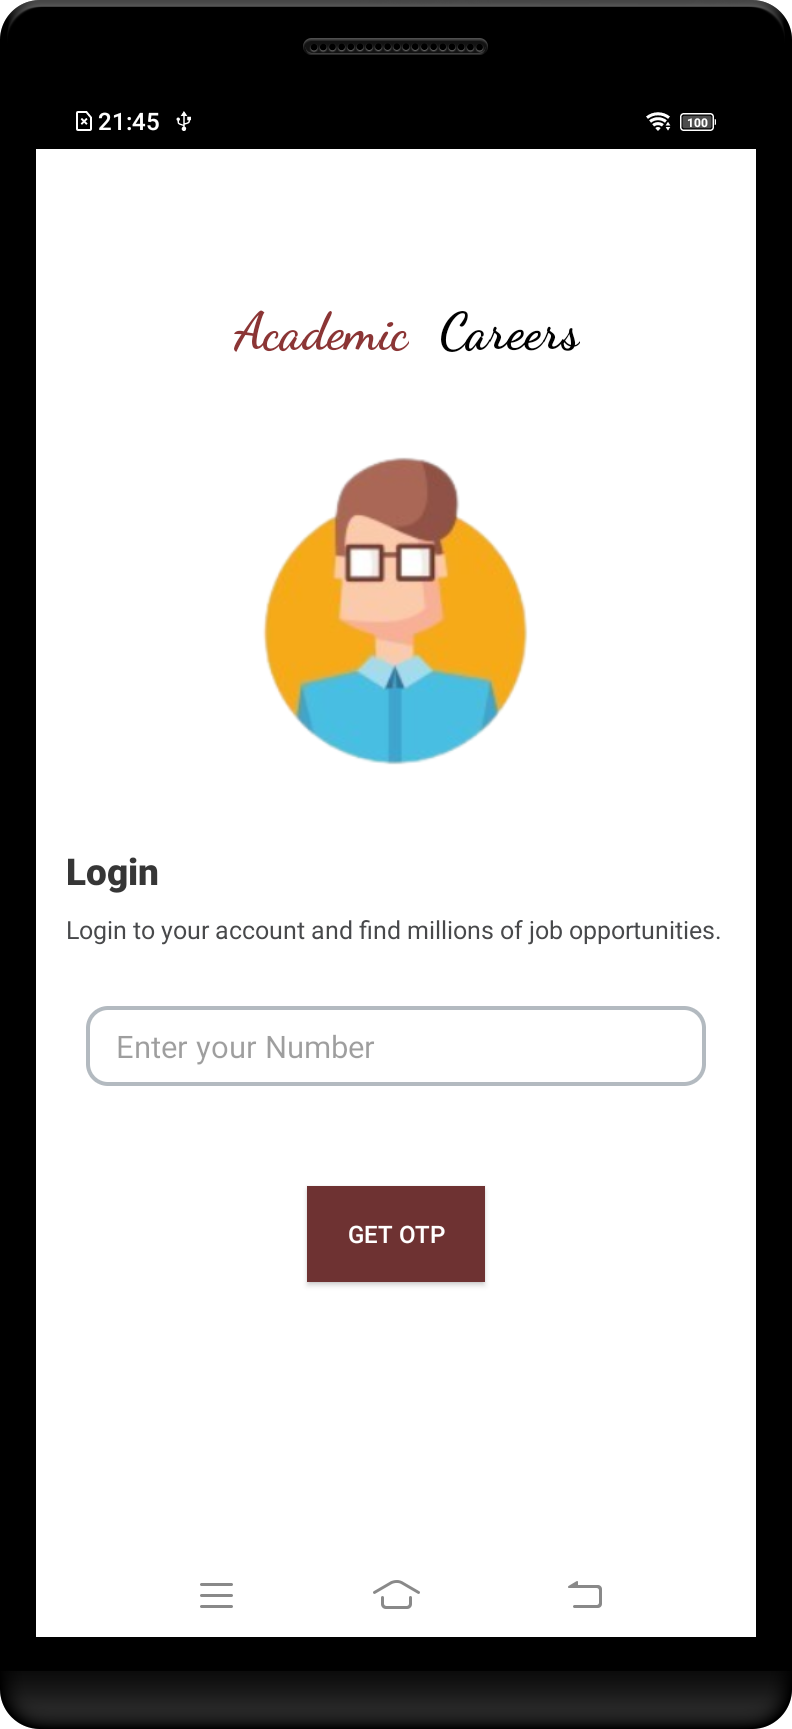 21:45
100
Academic Careers
Login
Login to your account and find millions of job opportunities.
Enter your Number
GET OTP